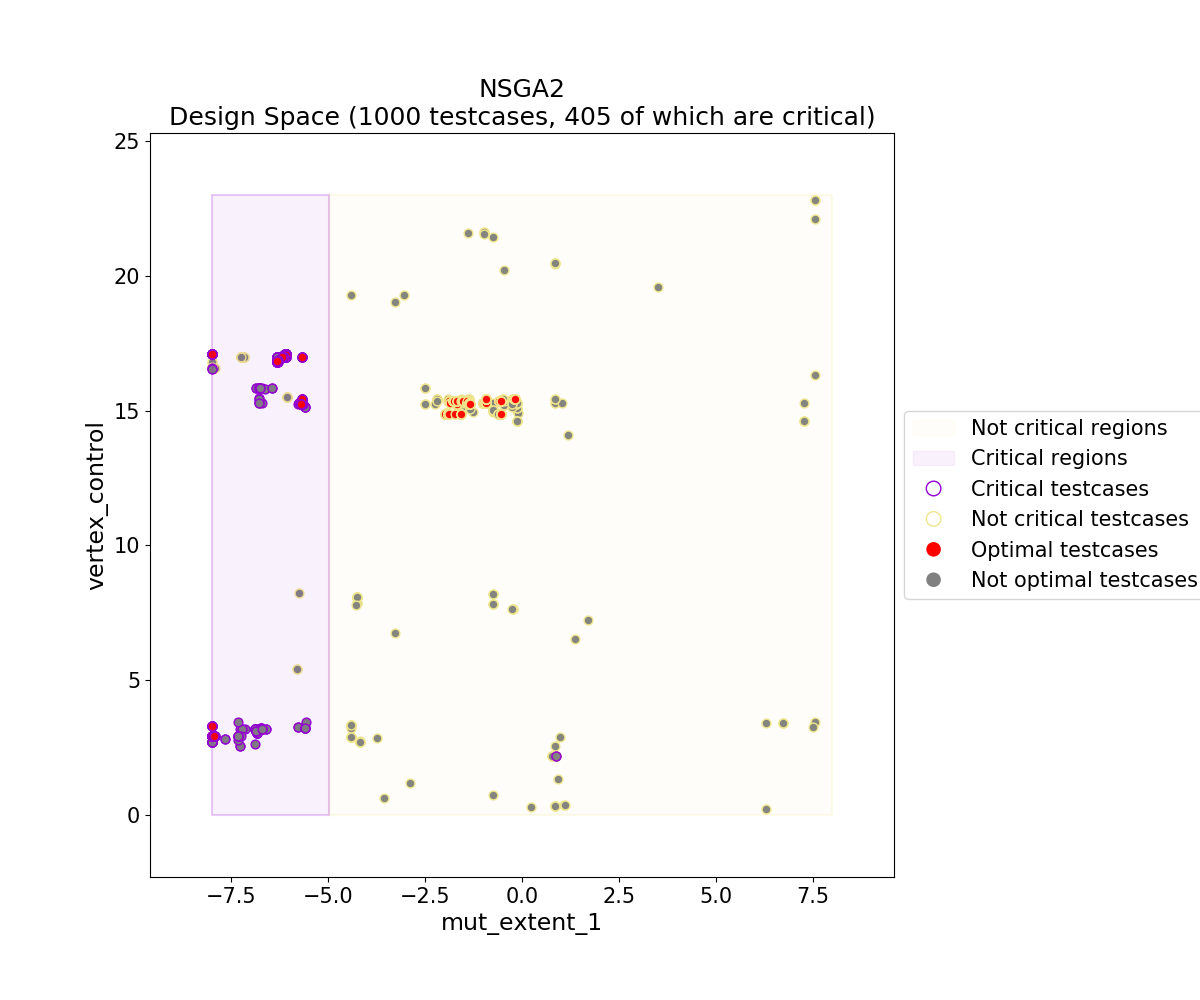 NSGA2
Design Space (1000 testcases, 405 of which are critical)
25
20
15
10
5
0
vertex_control
−7.5
−5.0
−2.5
0.0
2.5
5.0
7.5
mut_extent_1
Not critical regions
Critical regions
Critical testcases
Not critical testcases
Optimal testcases
Not optimal testcases